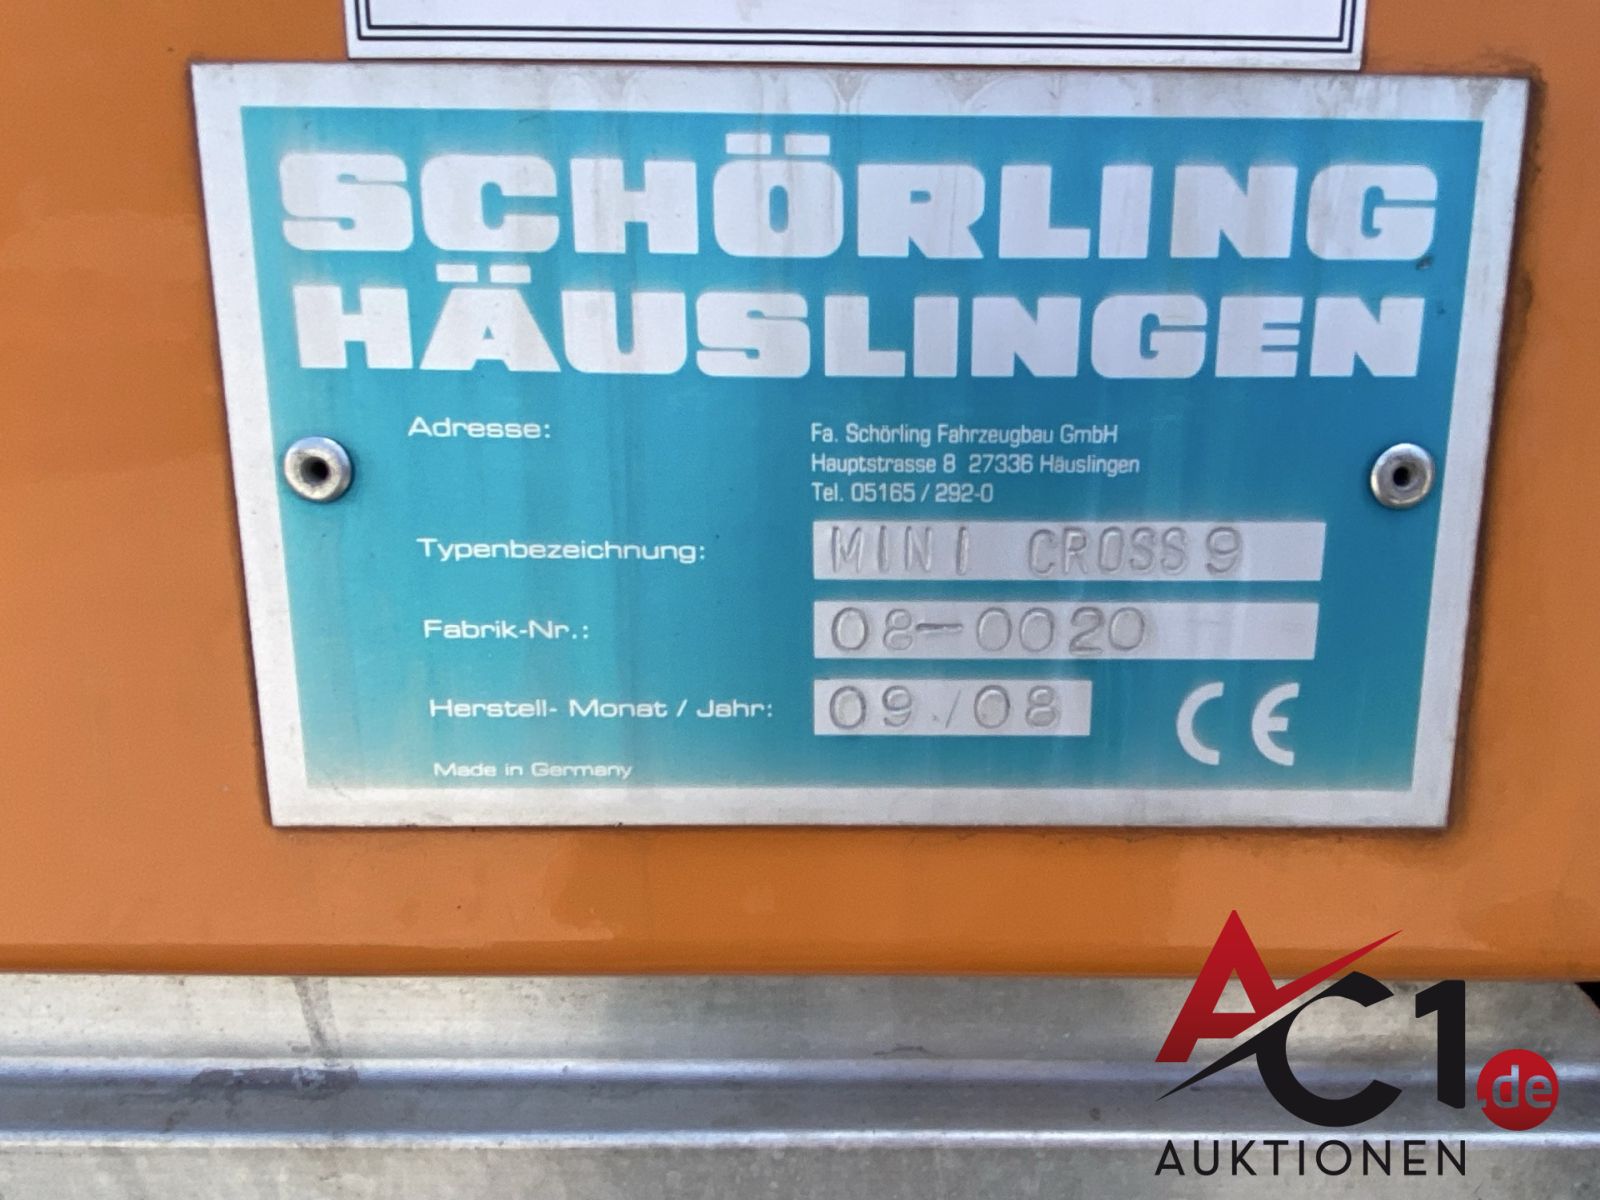 SCHÖRLING
HÄUSLINGEN
Adresse:
Fa. Schörling Fahrzeugbau GmbH
Hauptstrasse 8 27336 Häuslingen
Tel. 05165 / 292-0
Typenbezeichnung: MINI CROSS 9
Fabrik-Nr.: 08-0020
Herstell- Monat / Jahr: 09./08 CE
Made in Germany
AC1.de
AUKTIONEN